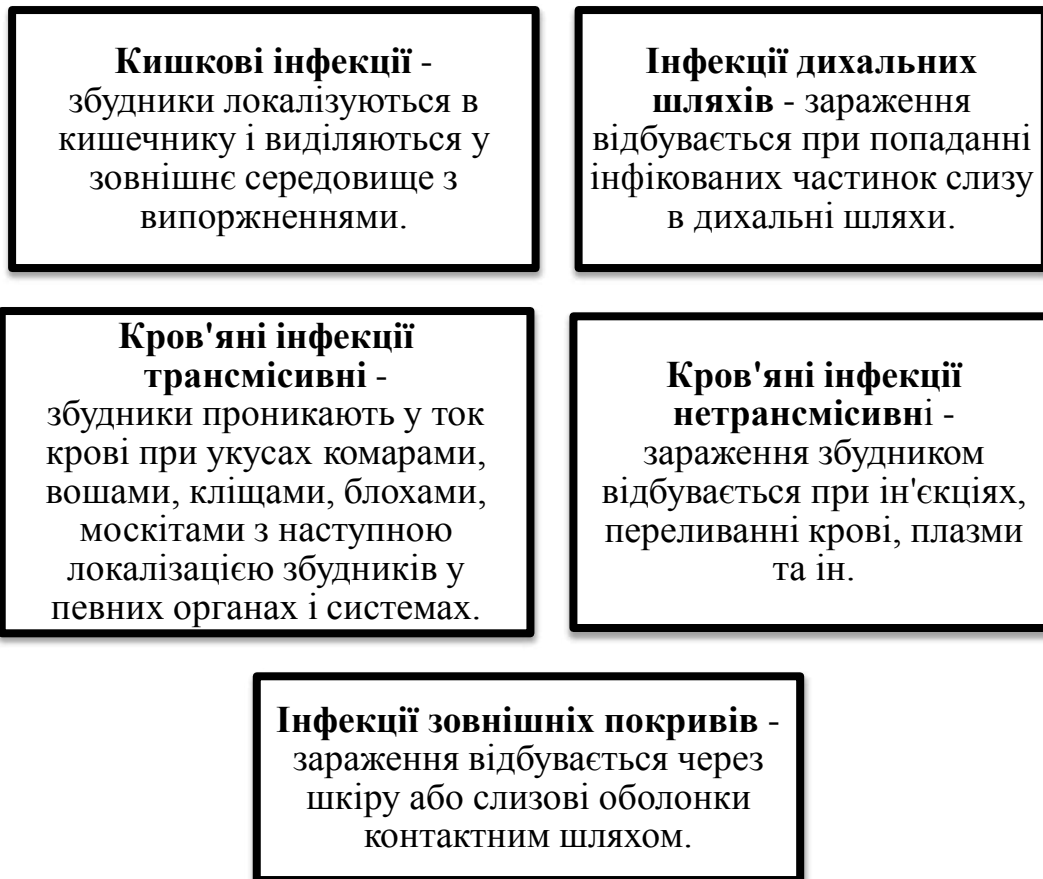 Кишкові інфекції -
збудники локалізуються в
кишечнику і виділяються у
зовнішнє середовище з
випорожненнями.
Інфекції дихальних
шляхів - зараження
відбувається при попаданні
інфікованих частинок слизу
в дихальні шляхи.
Кров'яні інфекції
трансмісивні -
збудники проникають у ток
крові при укусах комарами,
вошами, кліщами, блохами,
москітами з наступною
локалізацією збудників у
певних органах і системах.
Кров'яні інфекції
нетрансмісивні -
зараження збудником
відбувається при ін'єкціях,
переливанні крові, плазми
та ін.
Інфекції зовнішніх покривів -
зараження відбувається через
шкіру або слизові оболонки
контактним шляхом.